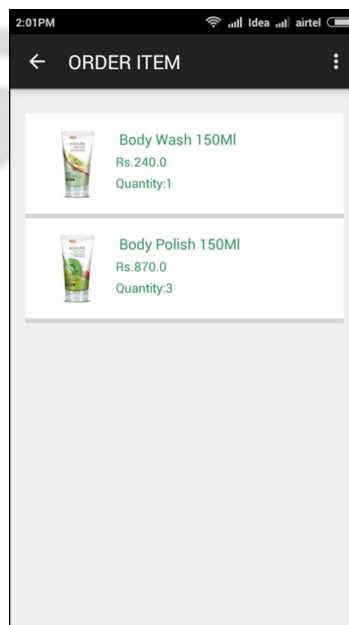 2:01PM Idea airtel
ORDER ITEM
Body Wash 150Ml
Rs.240.0
Quantity:1
Body Polish 150Ml
Rs.870.0
Quantity:3